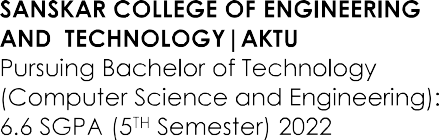 SANSKAR COLLEGE OF ENGINEERING
AND TECHNOLOGY|AKTU
Pursuing Bachelor of Technology
(Computer Science and Engineering):
6.6 SGPA (5TH Semester) 2022